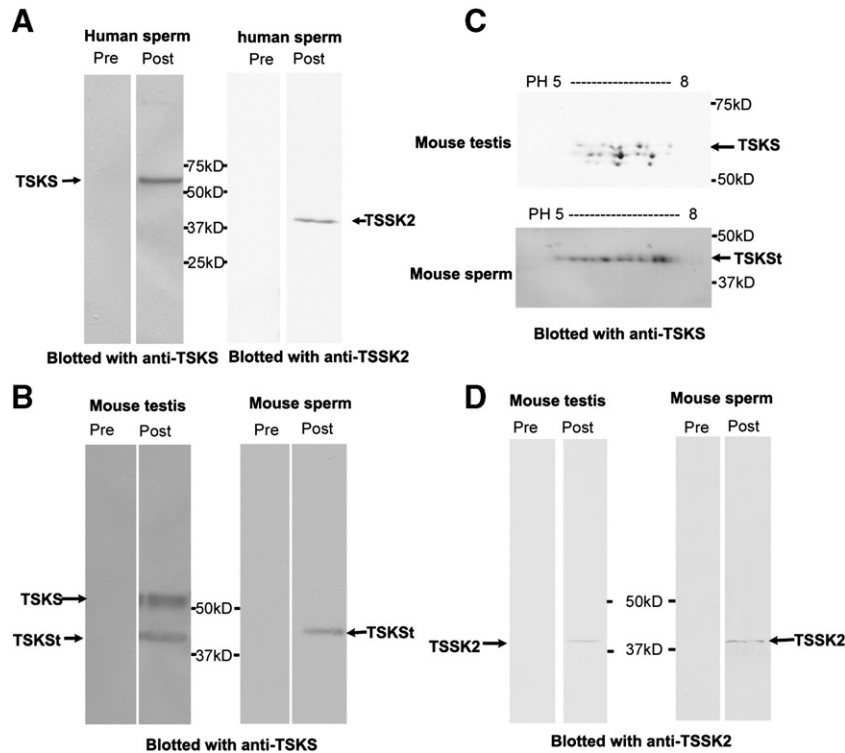 A
Human sperm
Pre Post
human sperm
Pre Post
TSKS
75kD
50kD
37kD
25kD
TSSK2
Blotted with anti-TSKS
Blotted with anti-TSSK2
C
PH 5 -------------------- 8
75kD
Mouse testis
TSKS
50kD
PH 5 --------------------- 8
50kD
TSKSt
Mouse sperm
37kD
Blotted with anti-TSKS
B
Mouse testis
Pre Post
Mouse sperm
Pre Post
TSKS
50kD
TSKSt
TSKSt
37kD
Blotted with anti-TSKS
D
Mouse testis
Pre Post
Mouse sperm
Pre Post
50kD
TSSK2
TSSK2
37kD
Blotted with anti-TSSK2